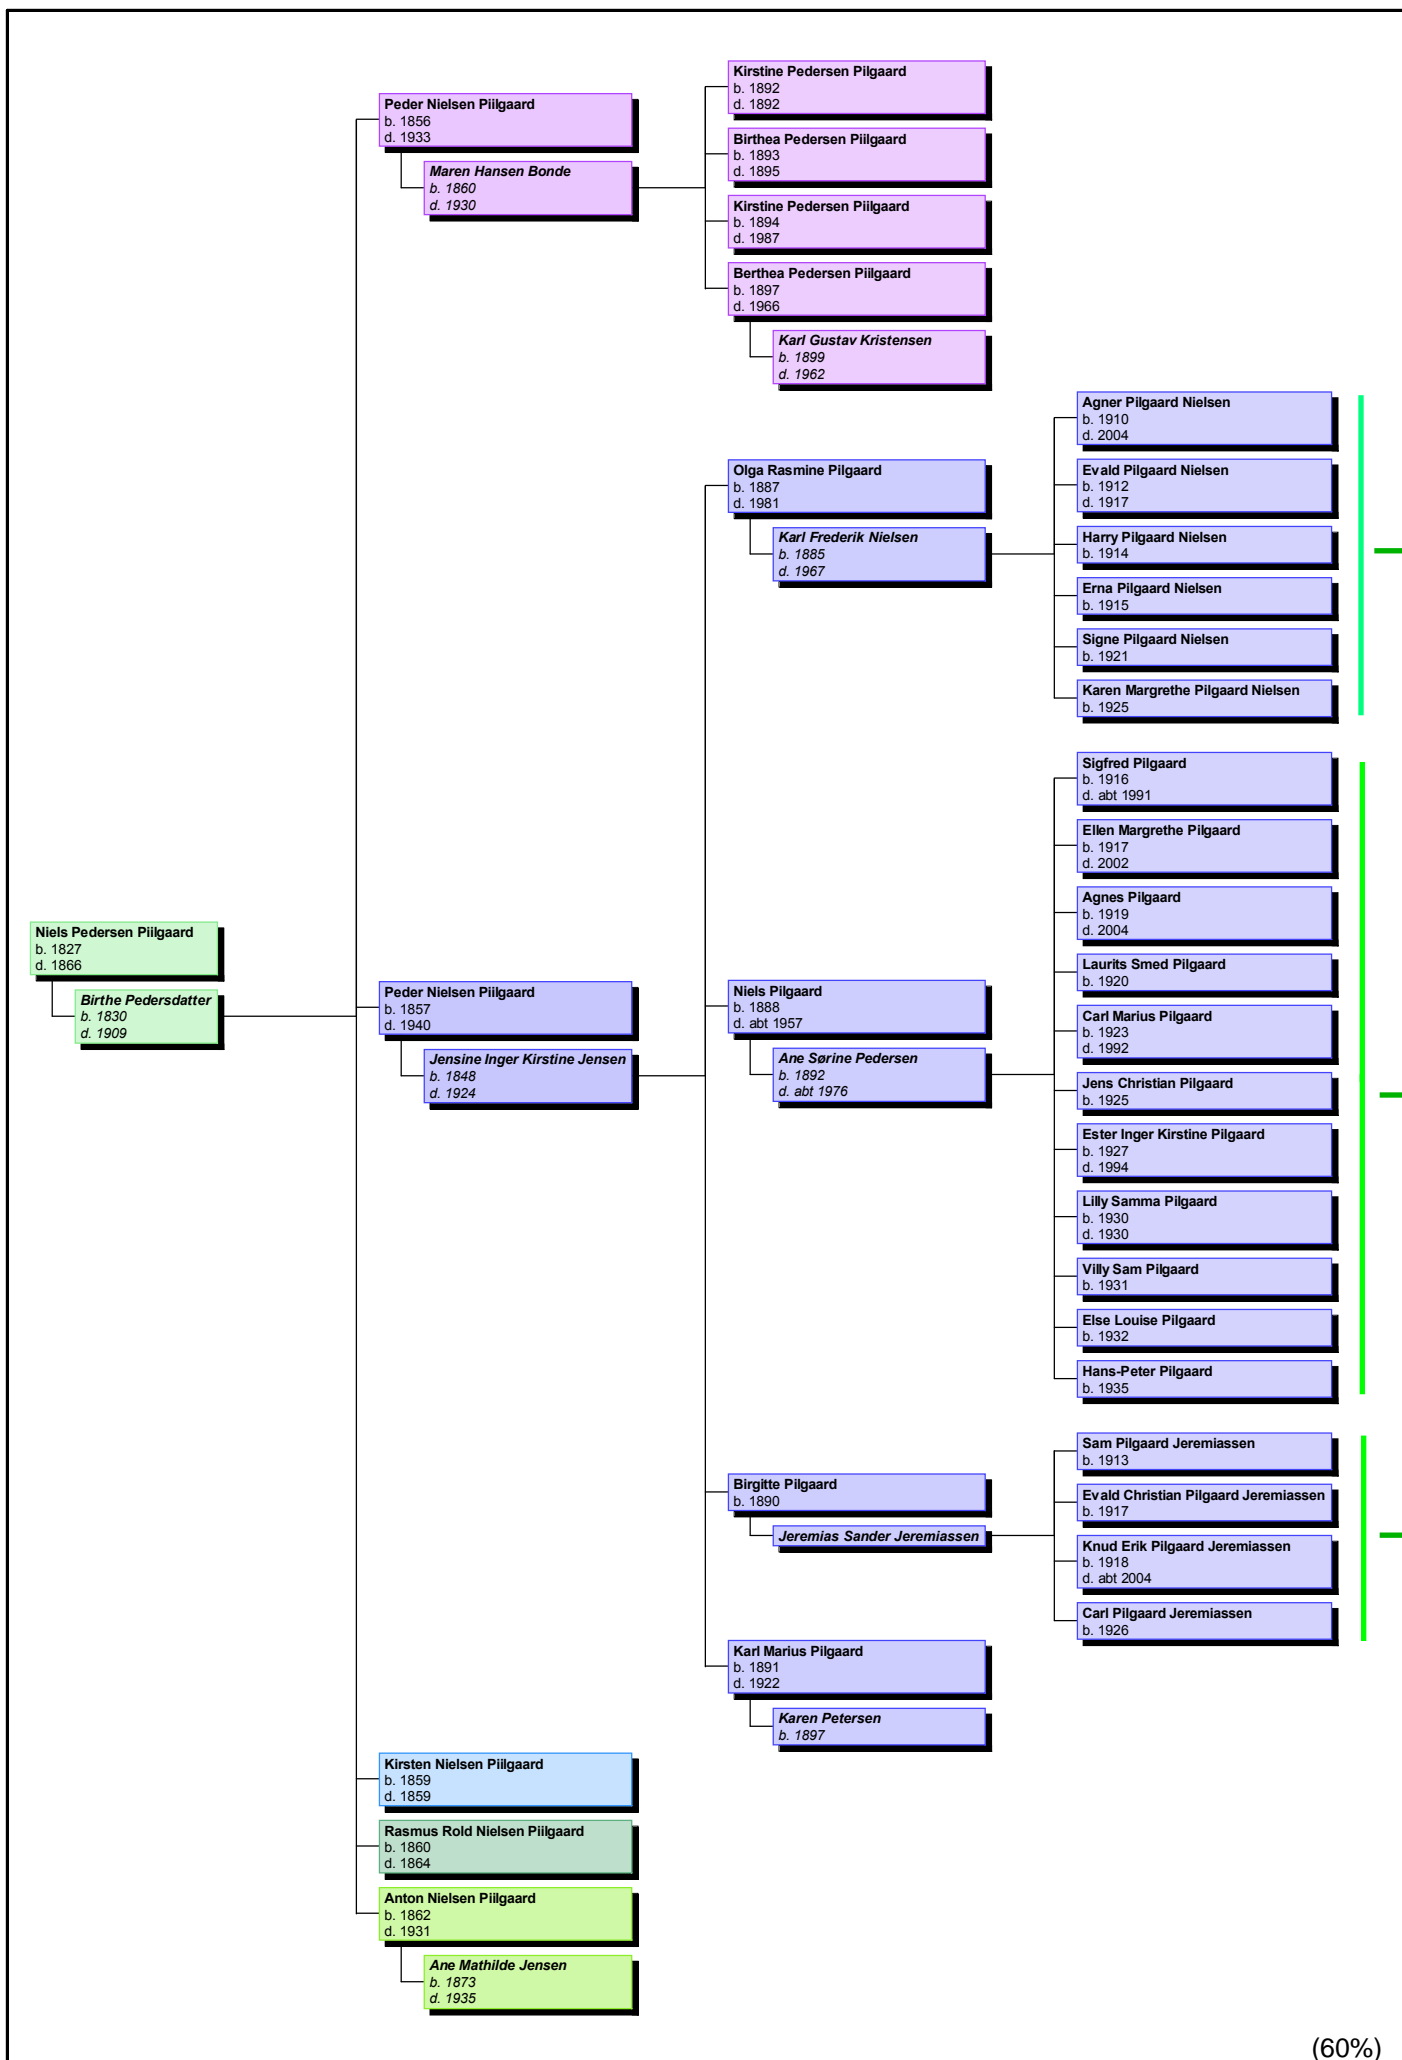 Niels Pedersen Piilgaard
b. 1827
d. 1866
Birthe Pedersdatter
b. 1830
d. 1909
Peder Nielsen Piilgaard
b. 1856
d. 1933
Maren Hansen Bonde
b. 1860
d. 1930
Kirstine Pedersen Pilgaard
b. 1892
d. 1892
Birthea Pedersen Piilgaard
b. 1893
d. 1895
Kirstine Pedersen Piilgaard
b. 1894
d. 1987
Berthea Pedersen Piilgaard
b. 1897
d. 1966
Karl Gustav Kristensen
b. 1899
d. 1962
Peder Nielsen Piilgaard
b. 1857
d. 1940
Jensine Inger Kirstine Jensen
b. 1848
d. 1924
Olga Rasmine Pilgaard
b. 1887
d. 1981
Karl Frederik Nielsen
b. 1885
d. 1967
Agner Pilgaard Nielsen
b. 1910
d. 2004
Evald Pilgaard Nielsen
b. 1912
d. 1917
Harry Pilgaard Nielsen
b. 1914
Erna Pilgaard Nielsen
b. 1915
Signe Pilgaard Nielsen
b. 1921
Karen Margrethe Pilgaard Nielsen
b. 1925
Niels Pilgaard
b. 1888
d. abt 1957
Ane Sørine Pedersen
b. 1892
d. abt 1976
Sigfred Pilgaard
b. 1916
d. abt 1991
Ellen Margrethe Pilgaard
b. 1917
d. 2002
Agnes Pilgaard
b. 1919
d. 2004
Laurits Smed Pilgaard
b. 1920
Carl Marius Pilgaard
b. 1923
d. 1992
Jens Christian Pilgaard
b. 1925
Ester Inger Kirstine Pilgaard
b. 1927
d. 1994
Lilly Samma Pilgaard
b. 1930
d. 1930
Villy Sam Pilgaard
b. 1931
Else Louise Pilgaard
b. 1932
Hans-Peter Pilgaard
b. 1935
Birgitte Pilgaard
b. 1890
Jeremias Sander Jeremiassen
Sam Pilgaard Jeremiassen
b. 1913
Evald Christian Pilgaard Jeremiassen
b. 1917
Knud Erik Pilgaard Jeremiassen
b. 1918
d. abt 2004
Carl Pilgaard Jeremiassen
b. 1926
Karl Marius Pilgaard
b. 1891
d. 1922
Karen Petersen
b. 1897
Kirsten Nielsen Piilgaard
b. 1859
d. 1859
Rasmus Rold Nielsen Piilgaard
b. 1860
d. 1864
Anton Nielsen Piilgaard
b. 1862
d. 1931
Ane Mathilde Jensen
b. 1873
d. 1935
(60%)